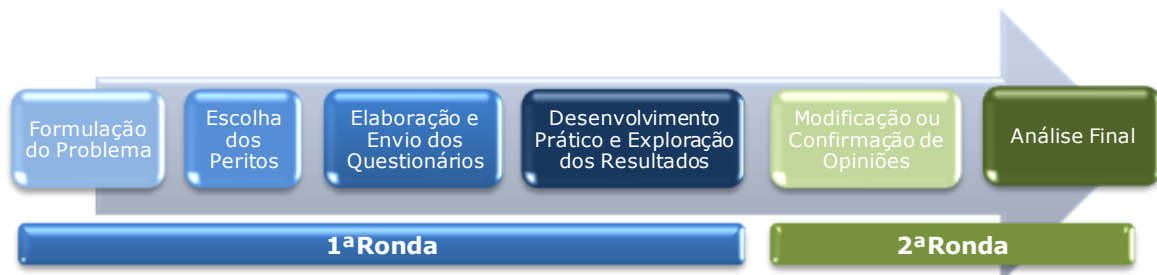 Formulação
do Problema
Escolha
dos
Peritos
Elaboração e
Envio dos
Questionários
Desenvolvimento
Prático e Exploração
dos Resultados
Modificação ou
Confirmação de
Opiniões
Análise Final
1ªRonda
2ªRonda